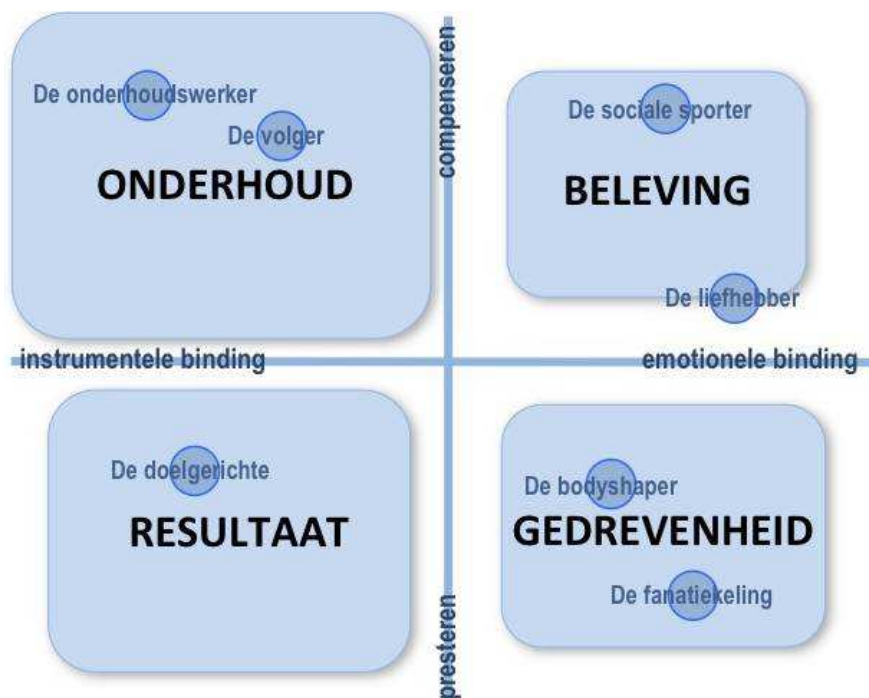 compenseren
De onderhoudswerker
De volger
ONDERHOUD
De sociale sporter
BELEVING
De liefhebber
instrumentele binding
emotionele binding
De doelgerichte
RESULTAAT
De bodyshaper
GEDREVENHEID
De fanatiekeling
presteren